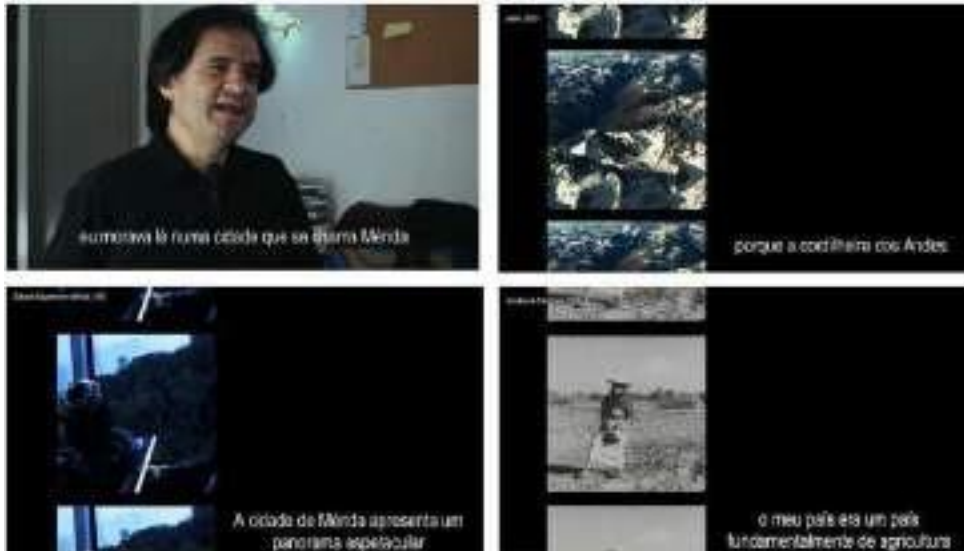 eu morava lá numa cidade que se chama Mérida
porque a cordilheira dos Andes
A cidade de Mérida apresenta um
panorama espetacular
o meu país era um país
fundamentalmente de agricultura